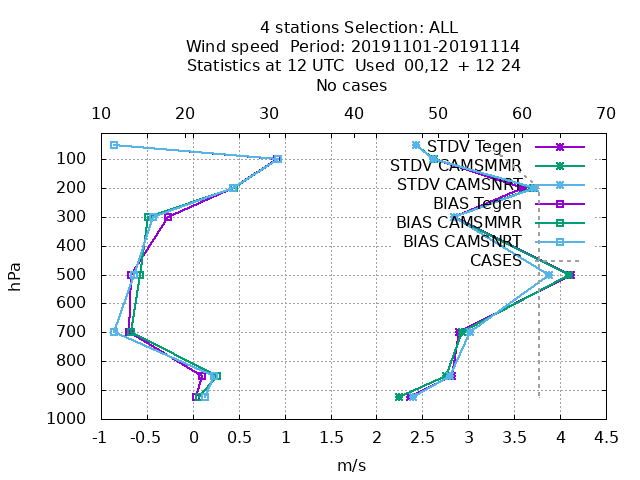 4 stations Selection: ALL
Wind speed  Period: 20191101-20191114
Statistics at 12 UTC  Used  00,12  + 12 24
No cases
10 20 30 40 50 60 70
STDV Tegen
STDV CAMSMMR
STDV CAMSNRT
BIAS Tegen
BIAS CAMSMMR
BIAS CAMSNRT
CASES
100
200
300
400
500
600
700
800
900
1000
hPa
-1 -0.5 0 0.5 1 1.5 2 2.5 3 3.5 4 4.5
m/s